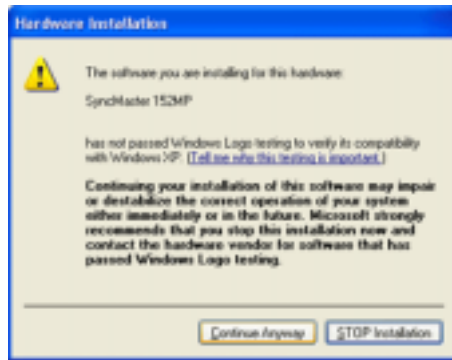 Hardware Installation
The software you are installing for this hardware:
SyncMaster 152MP
has not passed Windows Logo testing to verify its compatibility
with Windows XP. (Tell me why this testing is important.)
Continuing your installation of this software may impair
or destabilize the correct operation of your system
either immediately or in the future. Microsoft strongly
recommends that you stop this installation now and
contact the hardware vendor for software that has
passed Windows Logo testing.
Continue Anyway
STOP Installation